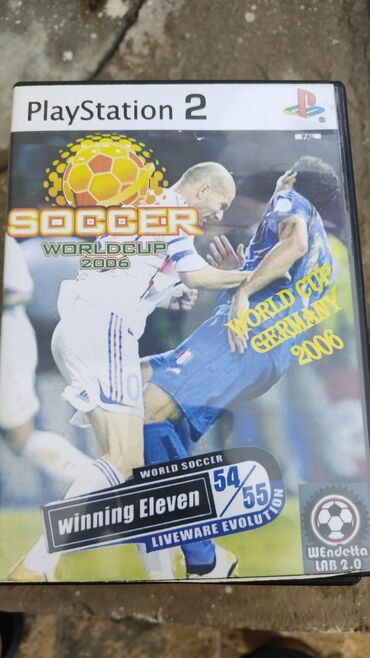 PlayStation 2
PAL
SOCCER
WORLDCUP
2006
WORLD CUP
GERMANY
2006
WORLD SOCCER
winning Eleven 54/55
LIVEWARE EVOLUTION
WEndetta
LAB 2.0